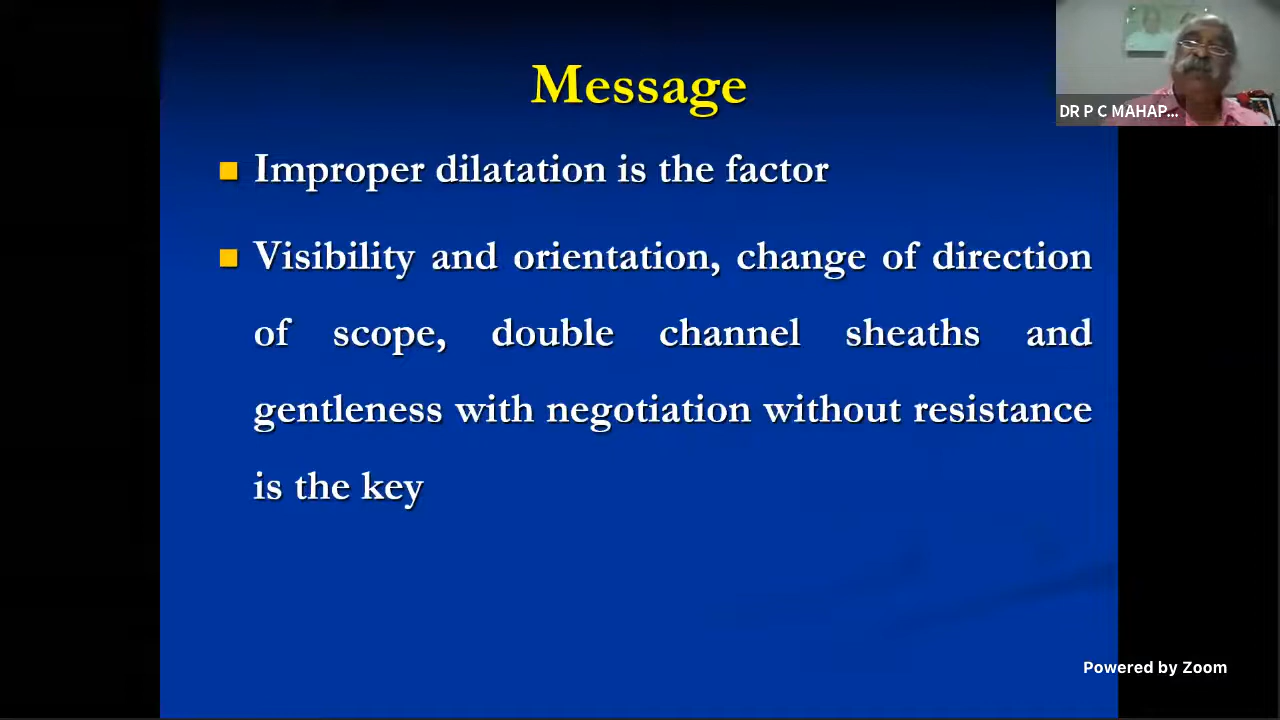 Message
DR P C MAHAP...
Improper dilatation is the factor
Visibility and orientation, change of direction
of scope, double channel sheaths and
gentleness with negotiation without resistance
is the key
Powered by Zoom